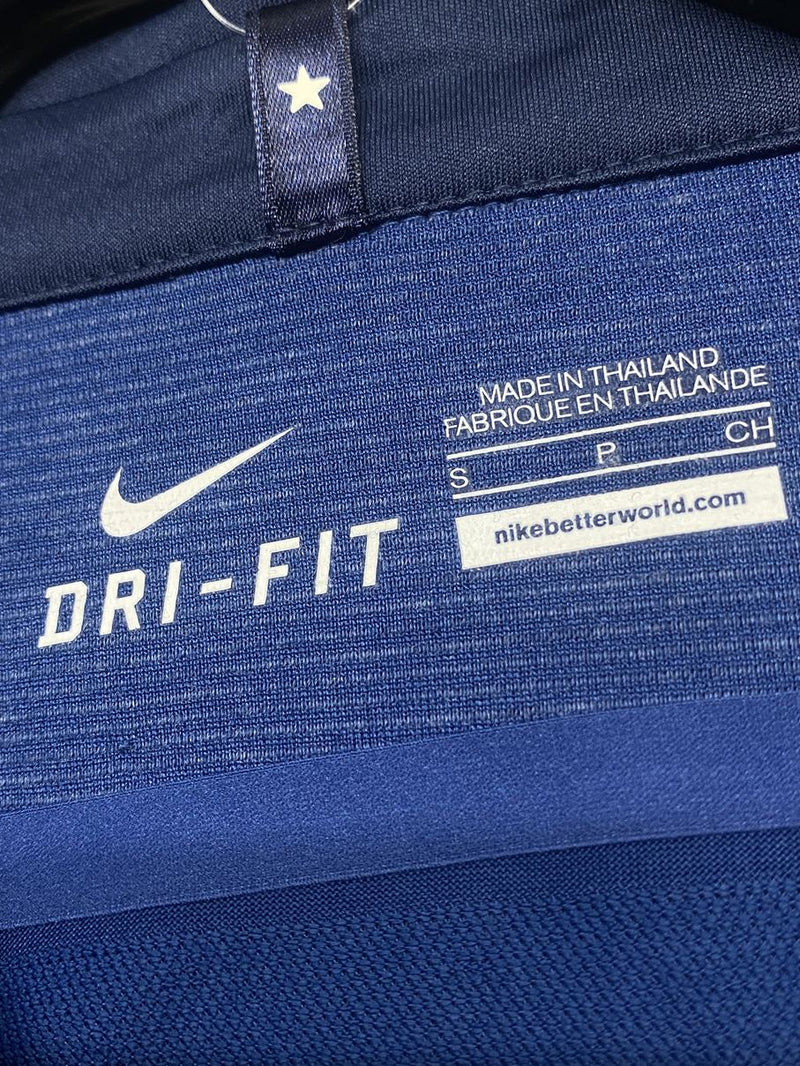 MADE IN THAILAND
FABRIQUE EN THAILANDE
S P CH
nikebetterworld.com
DRI-FIT